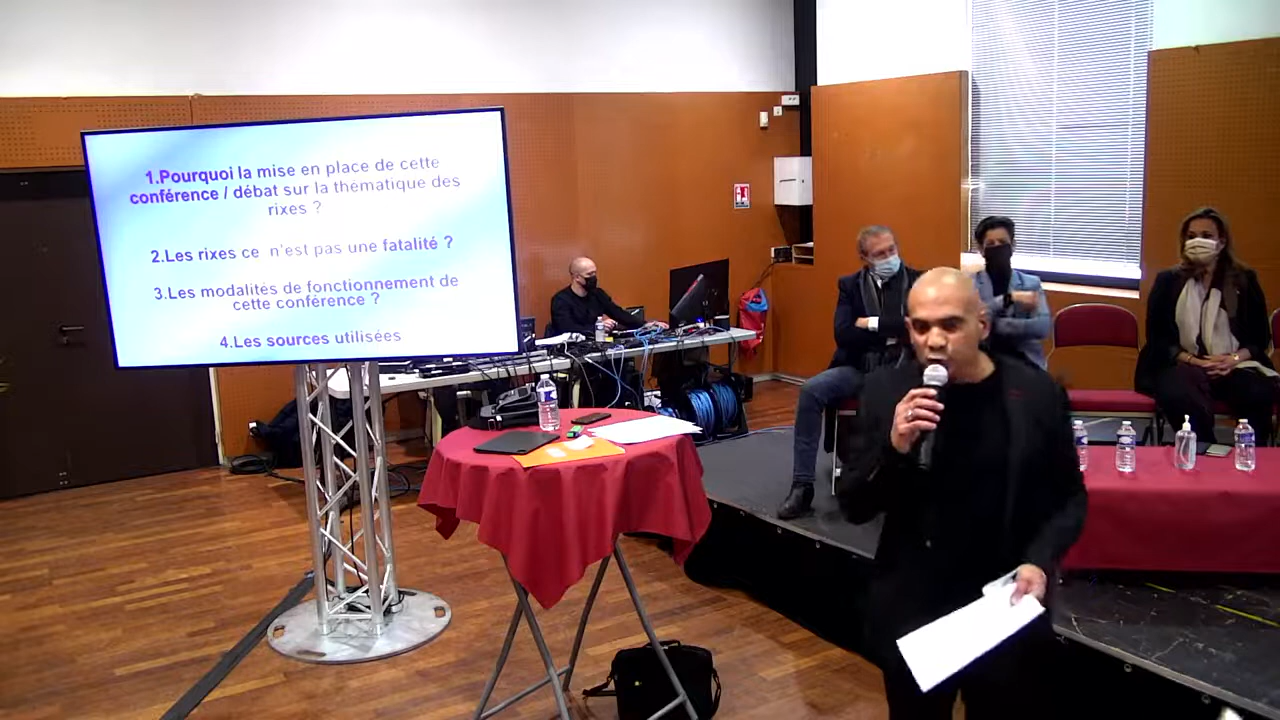 1.Pourquoi la mise en place de cette
conférence / débat sur la thématique des
rixes ?
2.Les rixes ce n'est pas une fatalité ?
3.Les modalités de fonctionnement de
cette conférence ?
4.Les sources utilisées